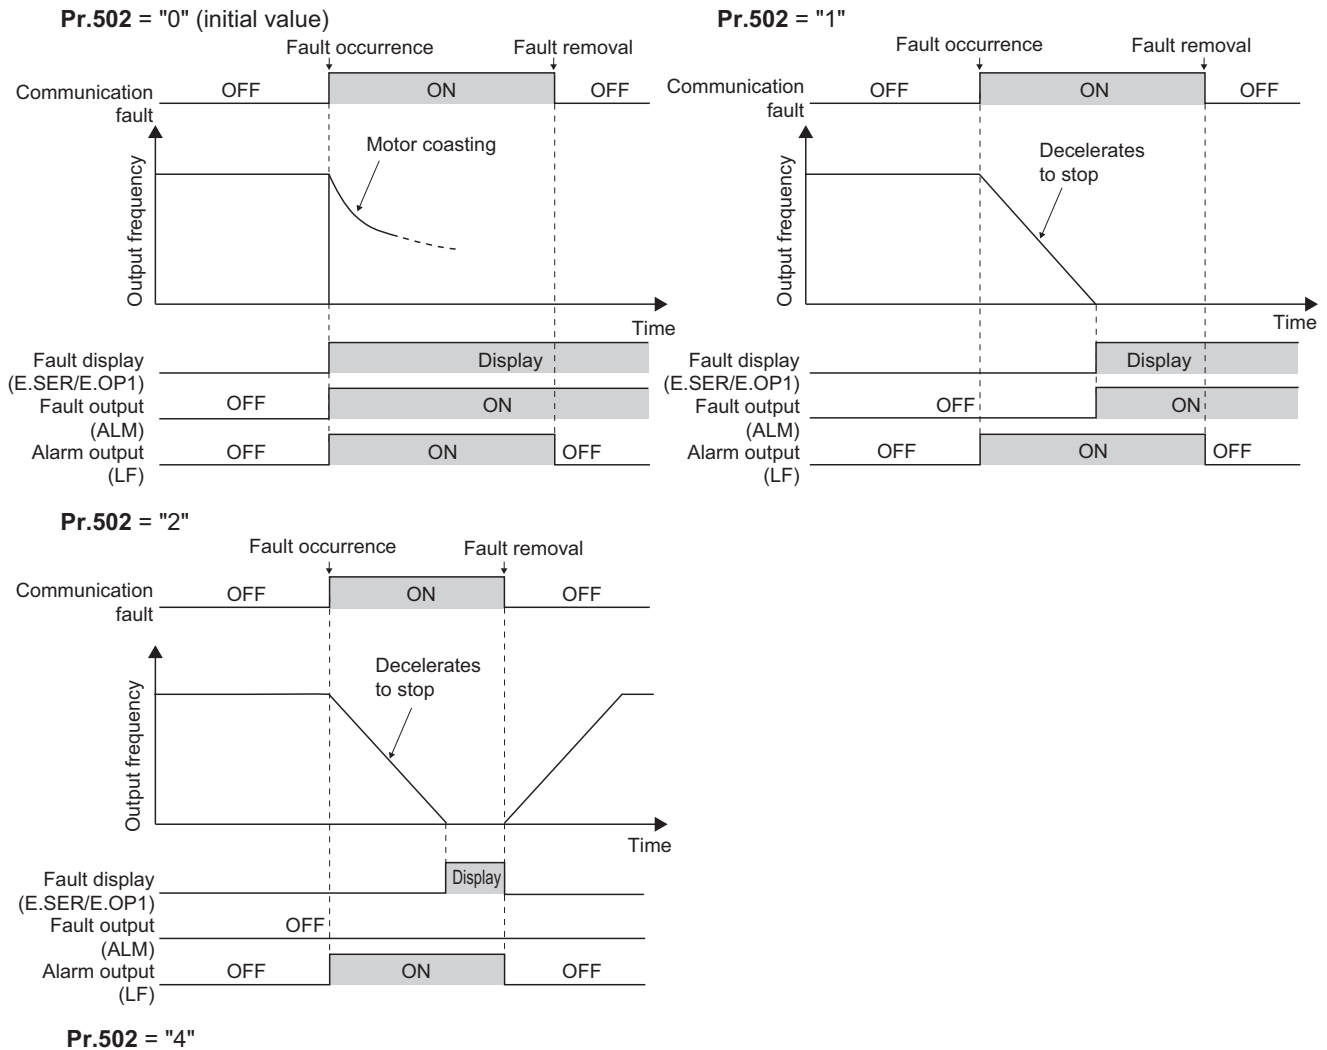 Pr.502 = "0" (initial value)
Fault occurrence
Fault removal
Communication
fault
OFF
ON
OFF
Output frequency
Motor coasting
Time
Fault display
(E.SER/E.OP1)
Display
Fault output
(ALM)
OFF
ON
Alarm output
(LF)
OFF
ON
OFF
Pr.502 = "1"
Fault occurrence
Fault removal
Communication
fault
OFF
ON
OFF
Output frequency
Decelerates
to stop
Time
Fault display
(E.SER/E.OP1)
Display
Fault output
(ALM)
OFF
ON
Alarm output
(LF)
OFF
ON
OFF
Pr.502 = "2"
Fault occurrence
Fault removal
Communication
fault
OFF
ON
OFF
Output frequency
Decelerates
to stop
Time
Fault display
(E.SER/E.OP1)
Display
Fault output
(ALM)
OFF
Alarm output
(LF)
OFF
ON
OFF
Pr.502 = "4"